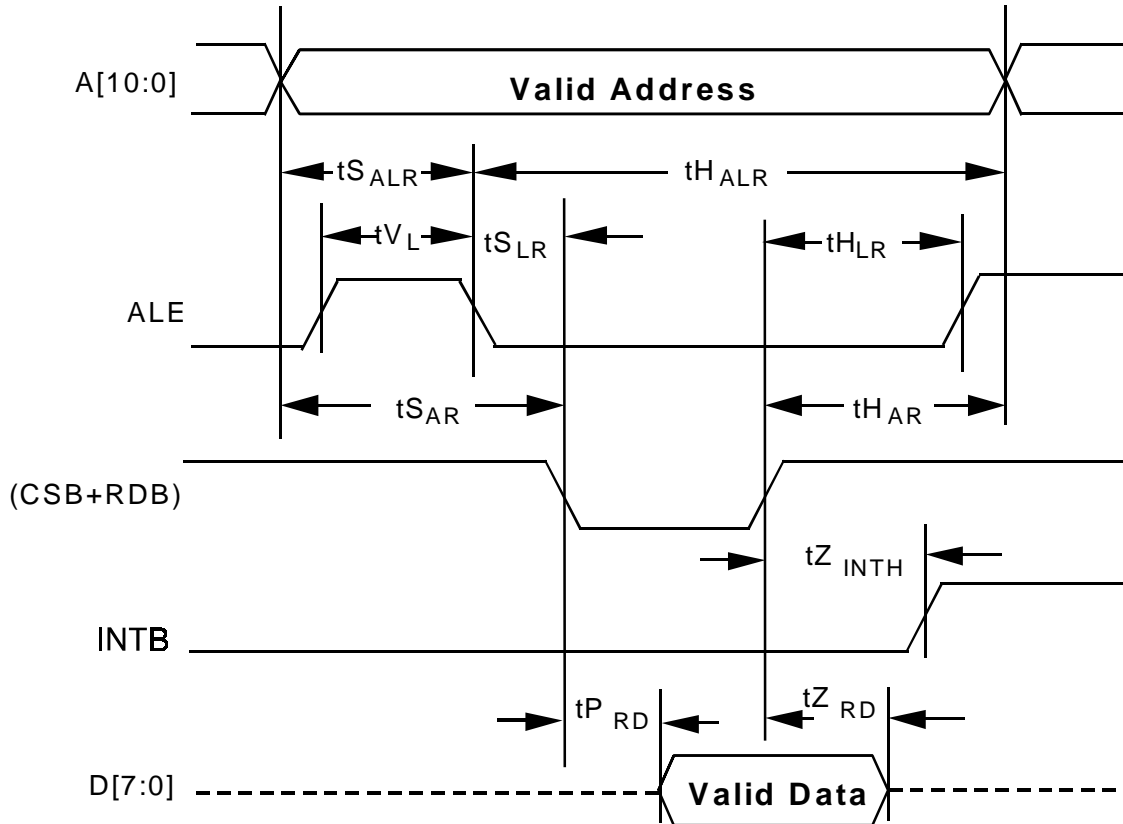 A[10:0]
Valid Address
tS ALR
tH ALR
tV L
tS LR
tH LR
ALE
tS AR
tH AR
(CSB+RDB)
tZ INTH
INTB
tP RD
tZ RD
D[7:0]
Valid Data